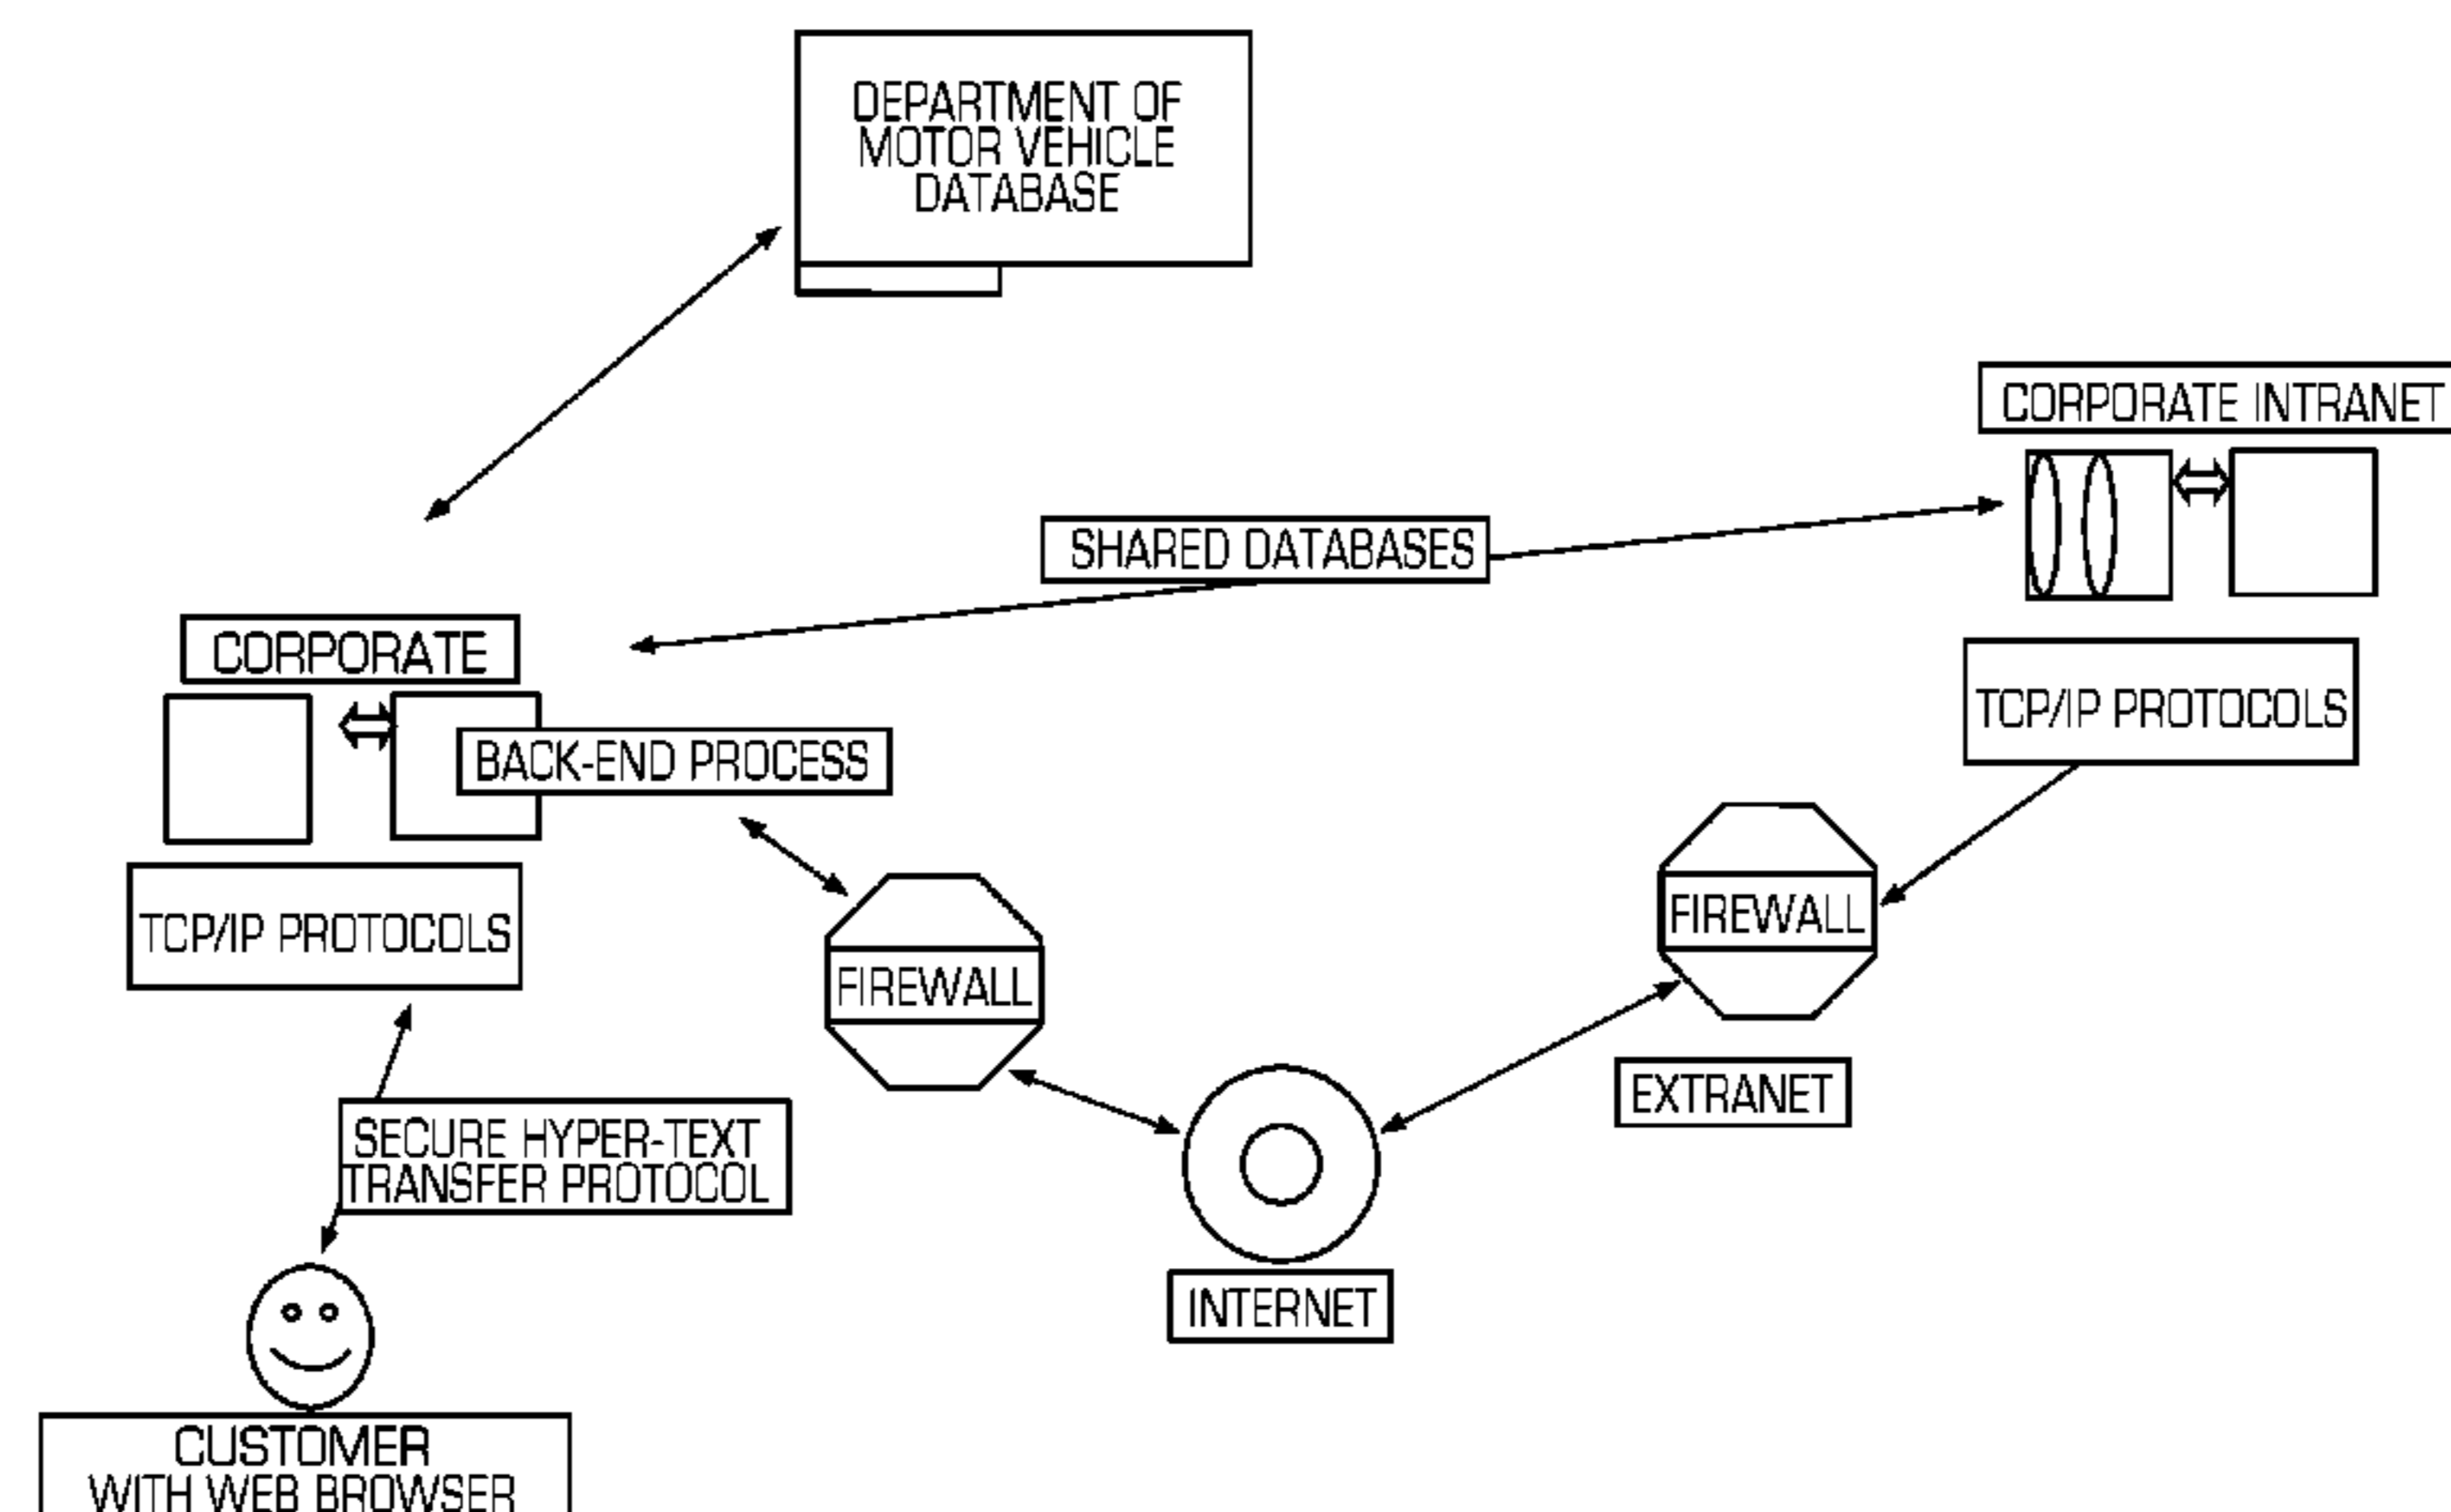 DEPARTMENT OF
MOTOR VEHICLE
DATABASE
CORPORATE INTRANET
SHARED DATABASES
CORPORATE
TCP/IP PROTOCOLS
BACK-END PROCESS
FIREWALL
TCP/IP PROTOCOLS
FIREWALL
EXTRANET
SECURE HYPER-TEXT
TRANSFER PROTOCOL
INTERNET
CUSTOMER
WITH WEB BROWSER